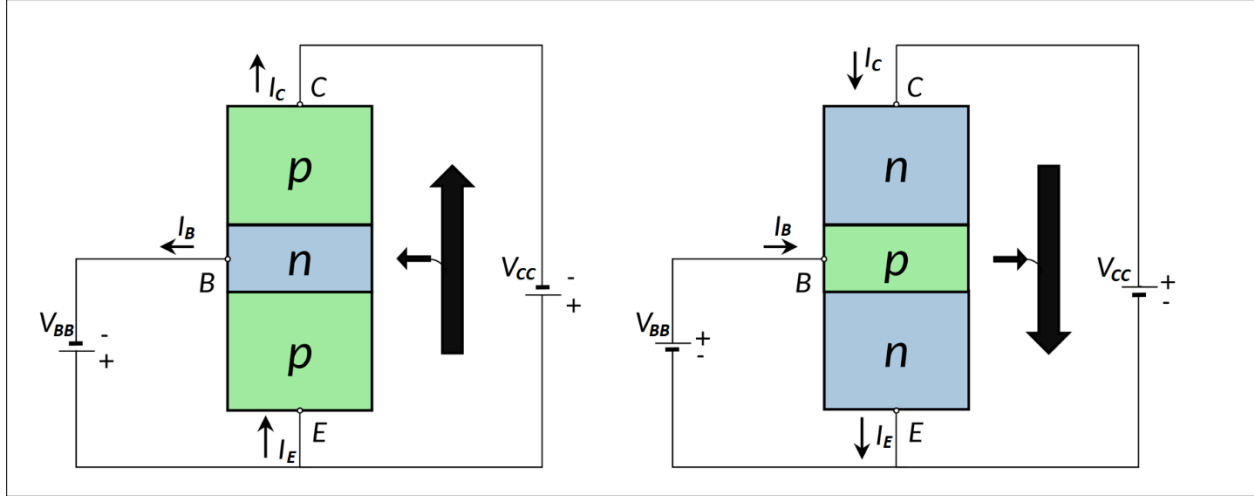 I_C C
p
I_B
n
B
V_CC
-
+
V_BB
-
+
p
I_E E
I_C C
n
I_B
p
B
V_CC
+
-
V_BB
+
-
n
I_E E